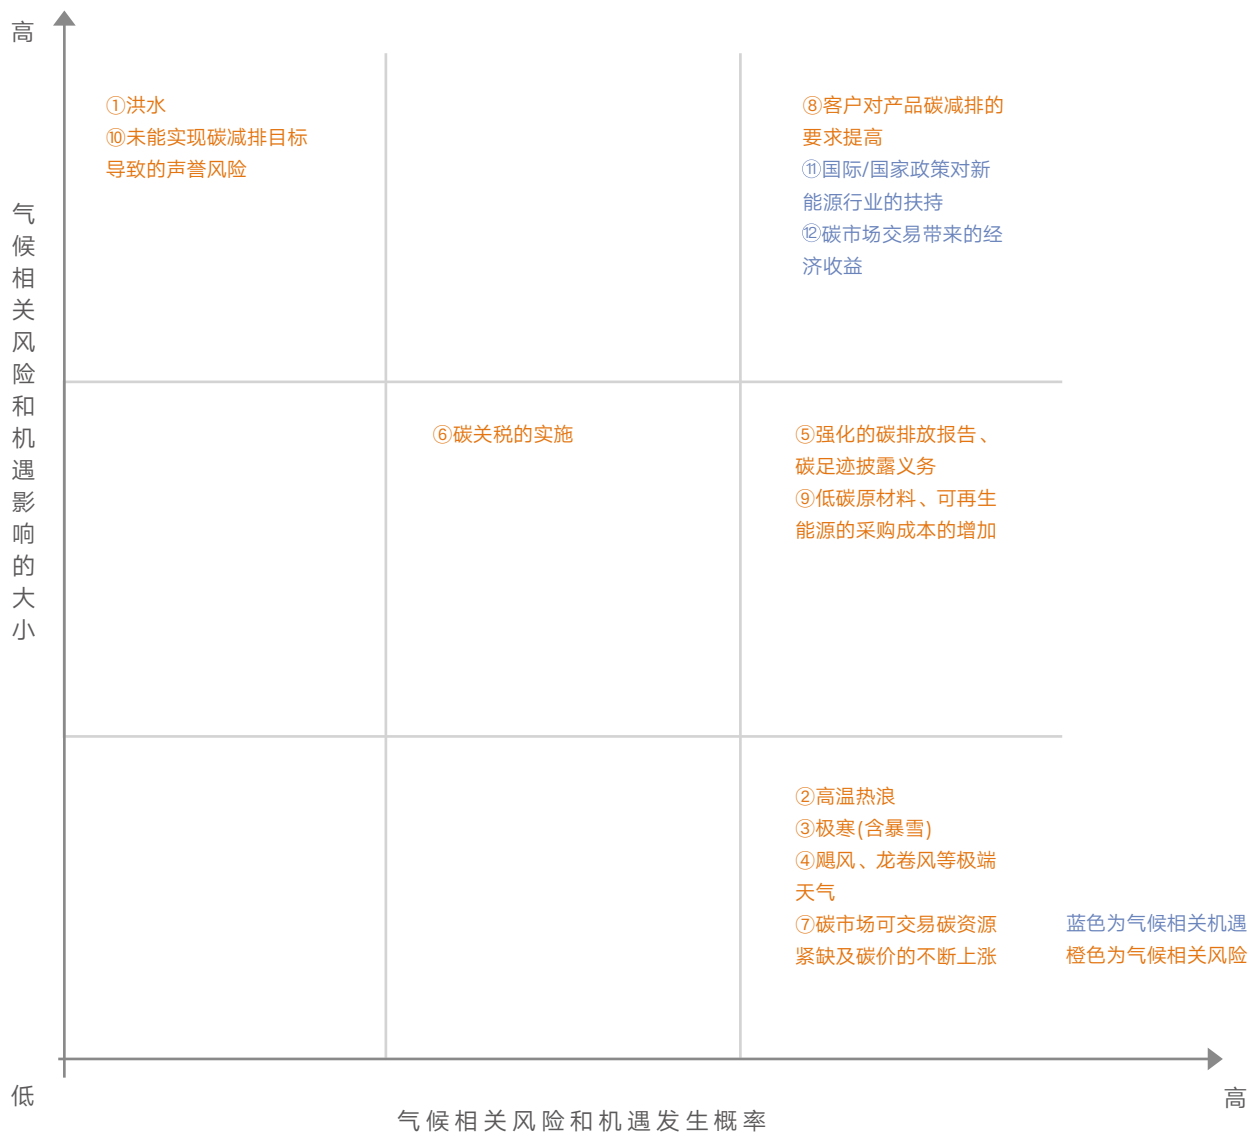 高
气候相关风险和机遇影响的大小
①洪水
⑩未能实现碳减排目标
导致的声誉风险
⑧客户对产品碳减排的
要求提高
⑪国际/国家政策对新
能源行业的扶持
⑫碳市场交易带来的经
济收益
⑥碳关税的实施
⑤强化的碳排放报告、
碳足迹披露义务
⑨低碳原材料、可再生
能源的采购成本的增加
②高温热浪
③极寒(含暴雪)
④飓风、龙卷风等极端
天气
⑦碳市场可交易碳资源
紧缺及碳价的不断上涨
蓝色为气候相关机遇
橙色为气候相关风险
低
气候相关风险和机遇发生概率
高